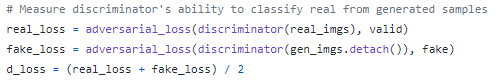 # Measure discriminator's ability to classify real from generated samples
real_loss = adversarial_loss(discriminator(real_imgs), valid)
fake_loss = adversarial_loss(discriminator(gen_imgs.detach()), fake)
d_loss = (real_loss + fake_loss) / 2